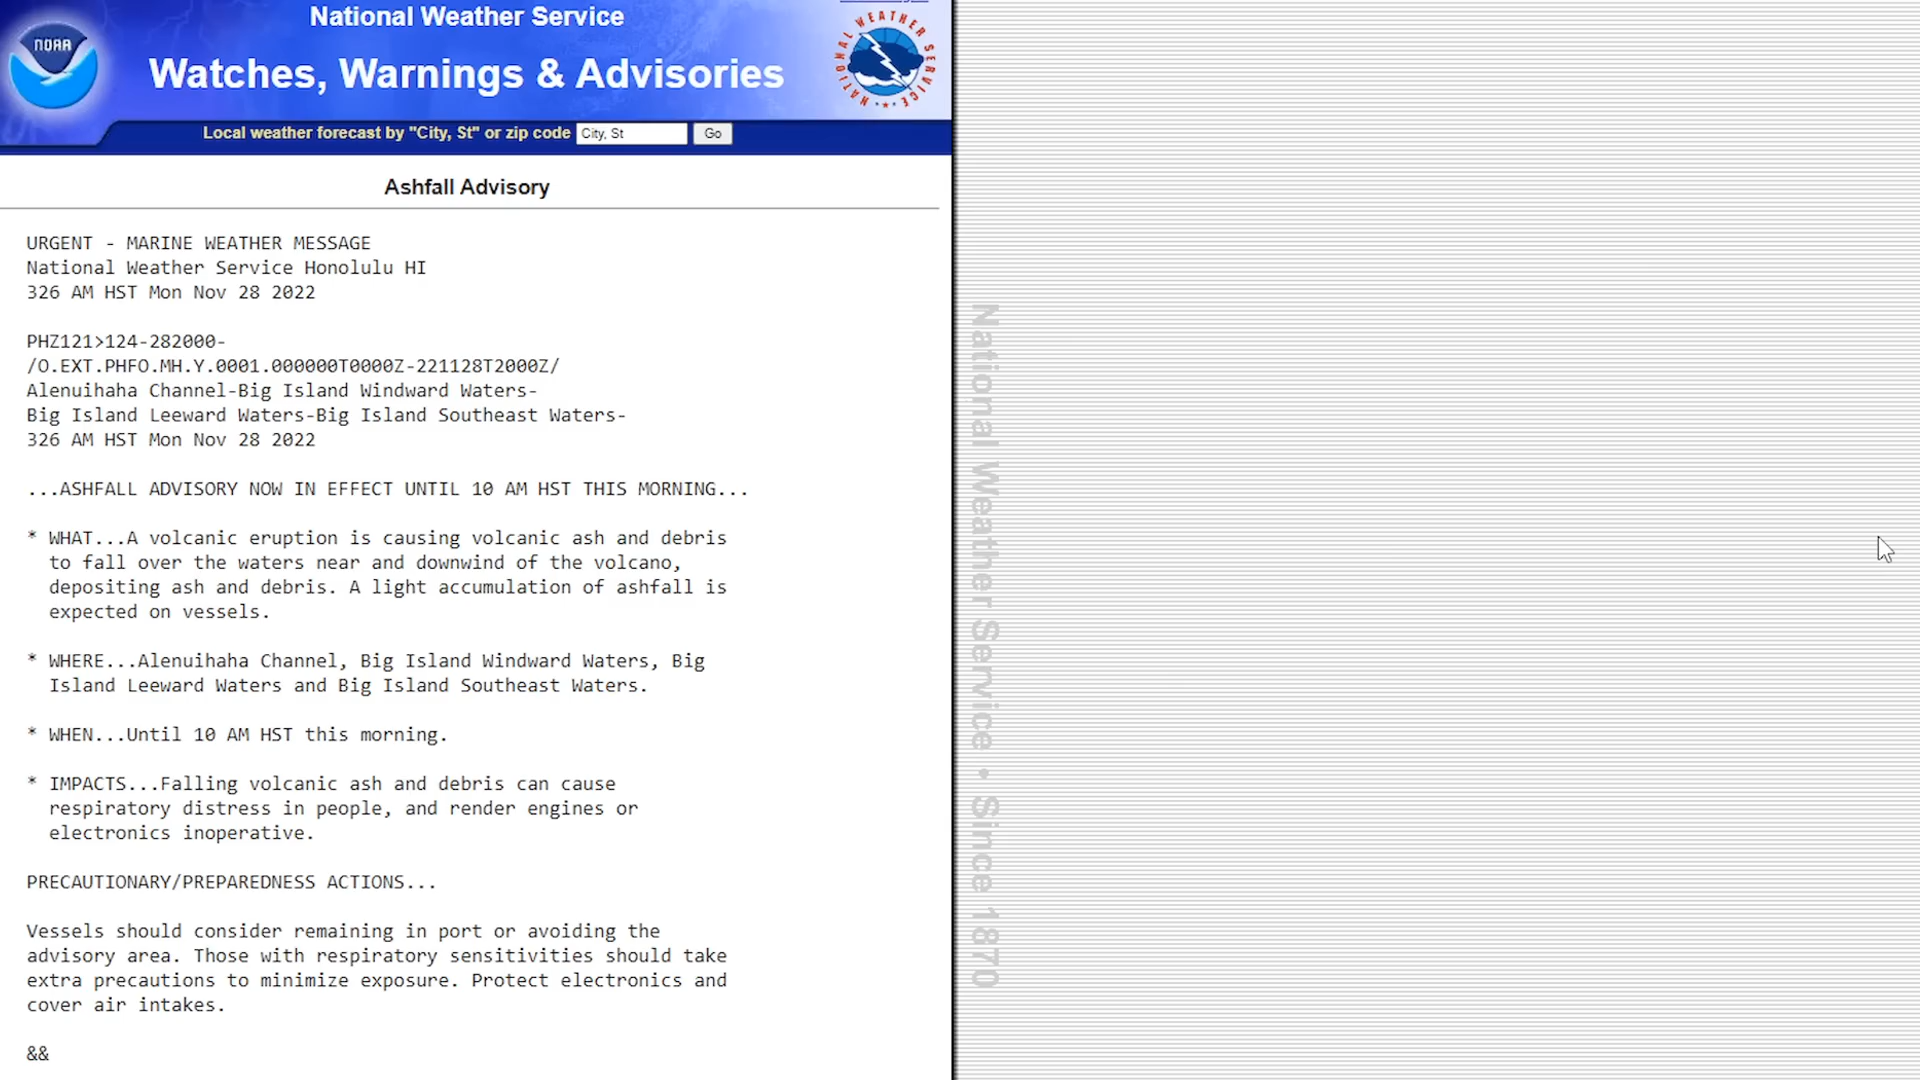 National Weather Service
NOAA
Watches, Warnings & Advisories
NATIONAL WEATHER SERVICE
Local weather forecast by "City, St" or zip code City, St Go
Ashfall Advisory
URGENT - MARINE WEATHER MESSAGE
National Weather Service Honolulu HI
326 AM HST Mon Nov 28 2022
PHZ121>124-282000-
/O.EXT.PHFO.MH.Y.0001.000000T0000Z-221128T2000Z/
Alenuihaha Channel-Big Island Windward Waters-
Big Island Leeward Waters-Big Island Southeast Waters-
326 AM HST Mon Nov 28 2022
...ASHFALL ADVISORY NOW IN EFFECT UNTIL 10 AM HST THIS MORNING...
* WHAT...A volcanic eruption is causing volcanic ash and debris
to fall over the waters near and downwind of the volcano,
depositing ash and debris. A light accumulation of ashfall is
expected on vessels.
* WHERE...Alenuihaha Channel, Big Island Windward Waters, Big
Island Leeward Waters and Big Island Southeast Waters.
* WHEN...Until 10 AM HST this morning.
* IMPACTS...Falling volcanic ash and debris can cause
respiratory distress in people, and render engines or
electronics inoperative.
PRECAUTIONARY/PREPAREDNESS ACTIONS...
Vessels should consider remaining in port or avoiding the
advisory area. Those with respiratory sensitivities should take
extra precautions to minimize exposure. Protect electronics and
cover air intakes.
&&
National Weather Service • Since 1870